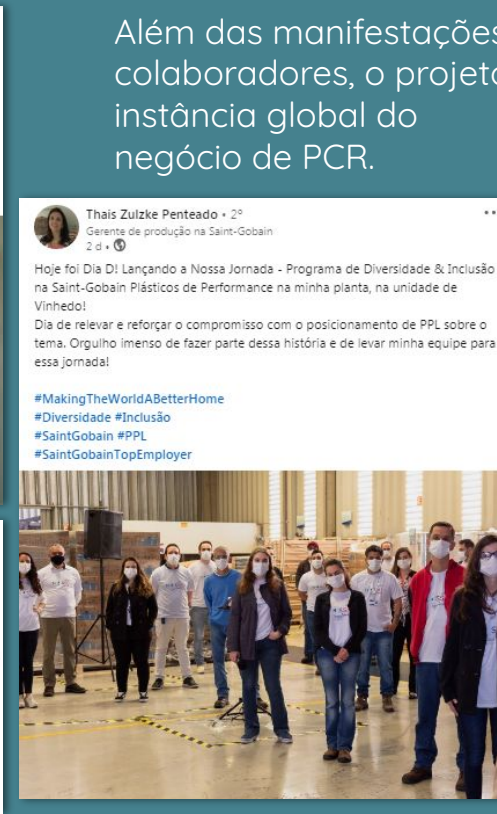 Além das manifestações
colaboradores, o projeto
instância global do
negócio de PCR.
Thais Zulzke Penteado • 2º
Gerente de produção na Saint-Gobain
2 d •
Hoje foi Dia D! Lançando a Nossa Jornada - Programa de Diversidade & Inclusão
na Saint-Gobain Plásticos de Performance na minha planta, na unidade de
Vinhedo!
Dia de relevar e reforçar o compromisso com o posicionamento de PPL sobre o
tema. Orgulho imenso de fazer parte dessa história e de levar minha equipe para
essa jornada!
#MakingTheWorldABetterHome
#Diversidade #Inclusão
#SaintGobain #PPL
#SaintGobainTopEmployer